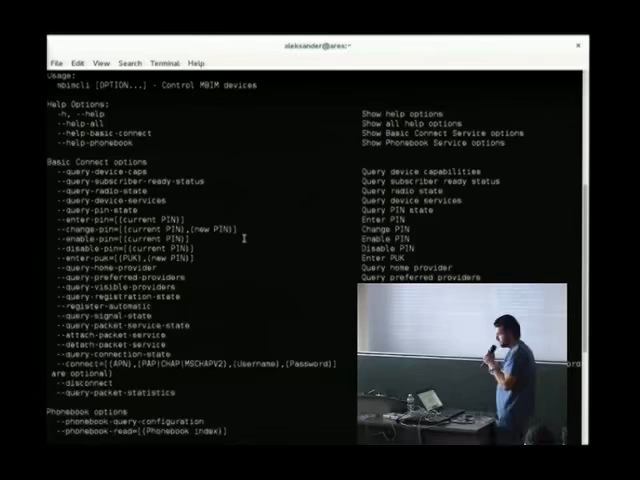 aleksander@ares:~
File Edit View Search Terminal Help
Usage:
mbimcli [OPTION...] - Control MBIM devices
Help Options:
-h, --help Show help options
--help-all Show all help options
--help-basic-connect Show Basic Connect Service options
--help-phonebook Show Phonebook Service options
Basic Connect options
--query-device-caps Query device capabilities
--query-subscriber-ready-status Query subscriber ready status
--query-radio-state Query radio state
--query-device-services Query device services
--query-pin-state Query PIN state
--enter-pin=[(current PIN)] Enter PIN
--change-pin=[(current PIN),(new PIN)] Change PIN
--enable-pin=[(current PIN)] Enable PIN
--disable-pin=[(current PIN)] Disable PIN
--enter-puk=[(PUK),(new PIN)] Enter PUK
--query-home-provider Query home provider
--query-preferred-providers Query preferred providers
--query-visible-providers
--query-registration-state
--register-automatic
--query-signal-state
--query-packet-service-state
--attach-packet-service
--detach-packet-service
--query-connection-state
--connect=[(APN),(PAP|CHAP|MSCHAPV2),(Username),(Password)]
are optional)
--disconnect
--query-packet-statistics
Phonebook options
--phonebook-query-configuration
--phonebook-read=[(Phonebook index)]